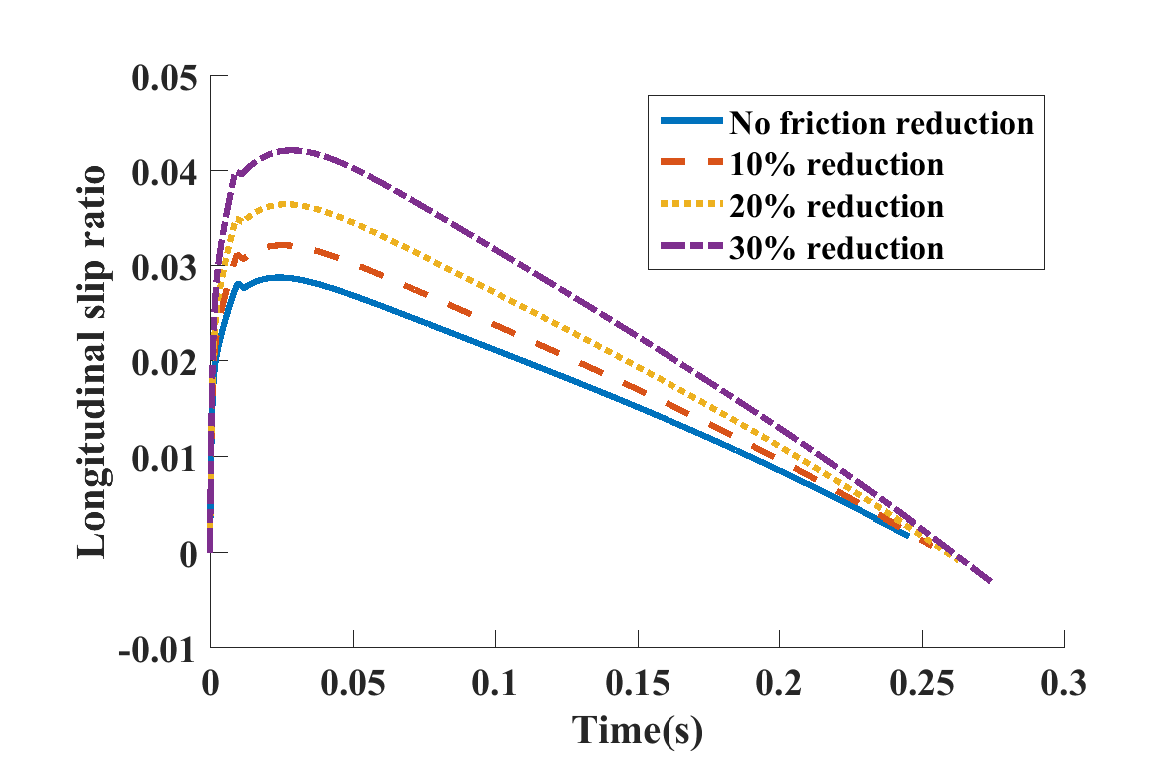 0.05
0.04
0.03
0.02
0.01
0
-0.01
Longitudinal slip ratio
No friction reduction
10% reduction
20% reduction
30% reduction
0 0.05 0.1 0.15 0.2 0.25 0.3
Time(s)